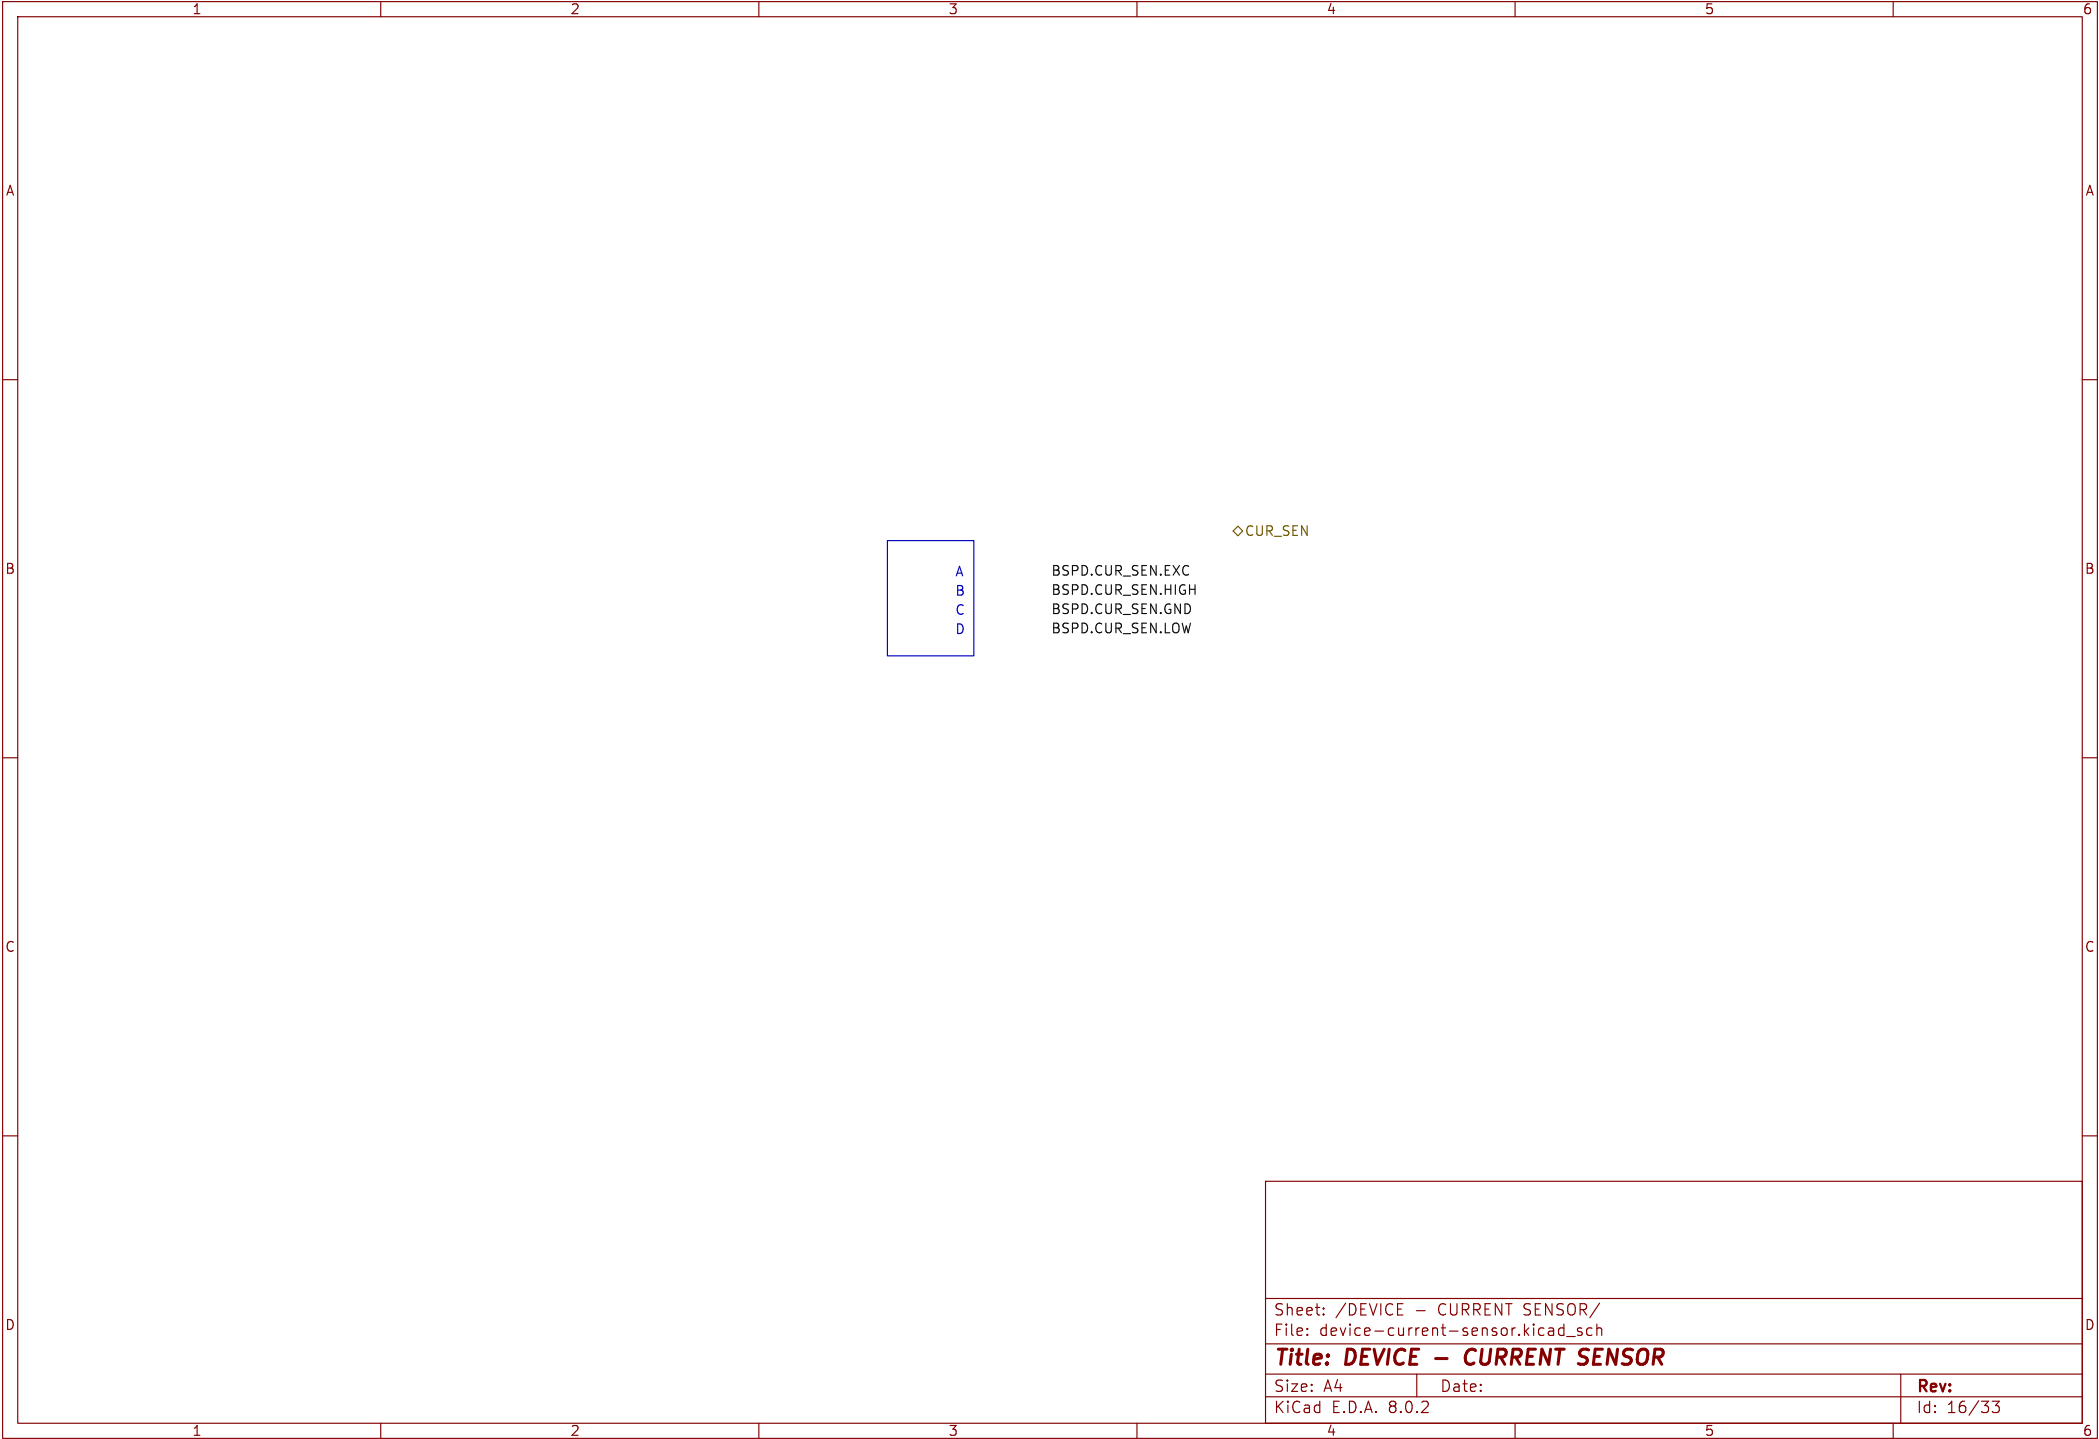 1 2 3 4 5 6
A A
CUR_SEN
B B
A BSPD.CUR_SEN.EXC
B BSPD.CUR_SEN.HIGH
C BSPD.CUR_SEN.GND
D BSPD.CUR_SEN.LOW
C C
Sheet: /DEVICE − CURRENT SENSOR/
D D
File: device−current−sensor.kicad_sch
Title: DEVICE − CURRENT SENSOR
Size: A4 Date: Rev:
KiCad E.D.A. 8.0.2 Id: 16/33
1 2 3 4 5 6